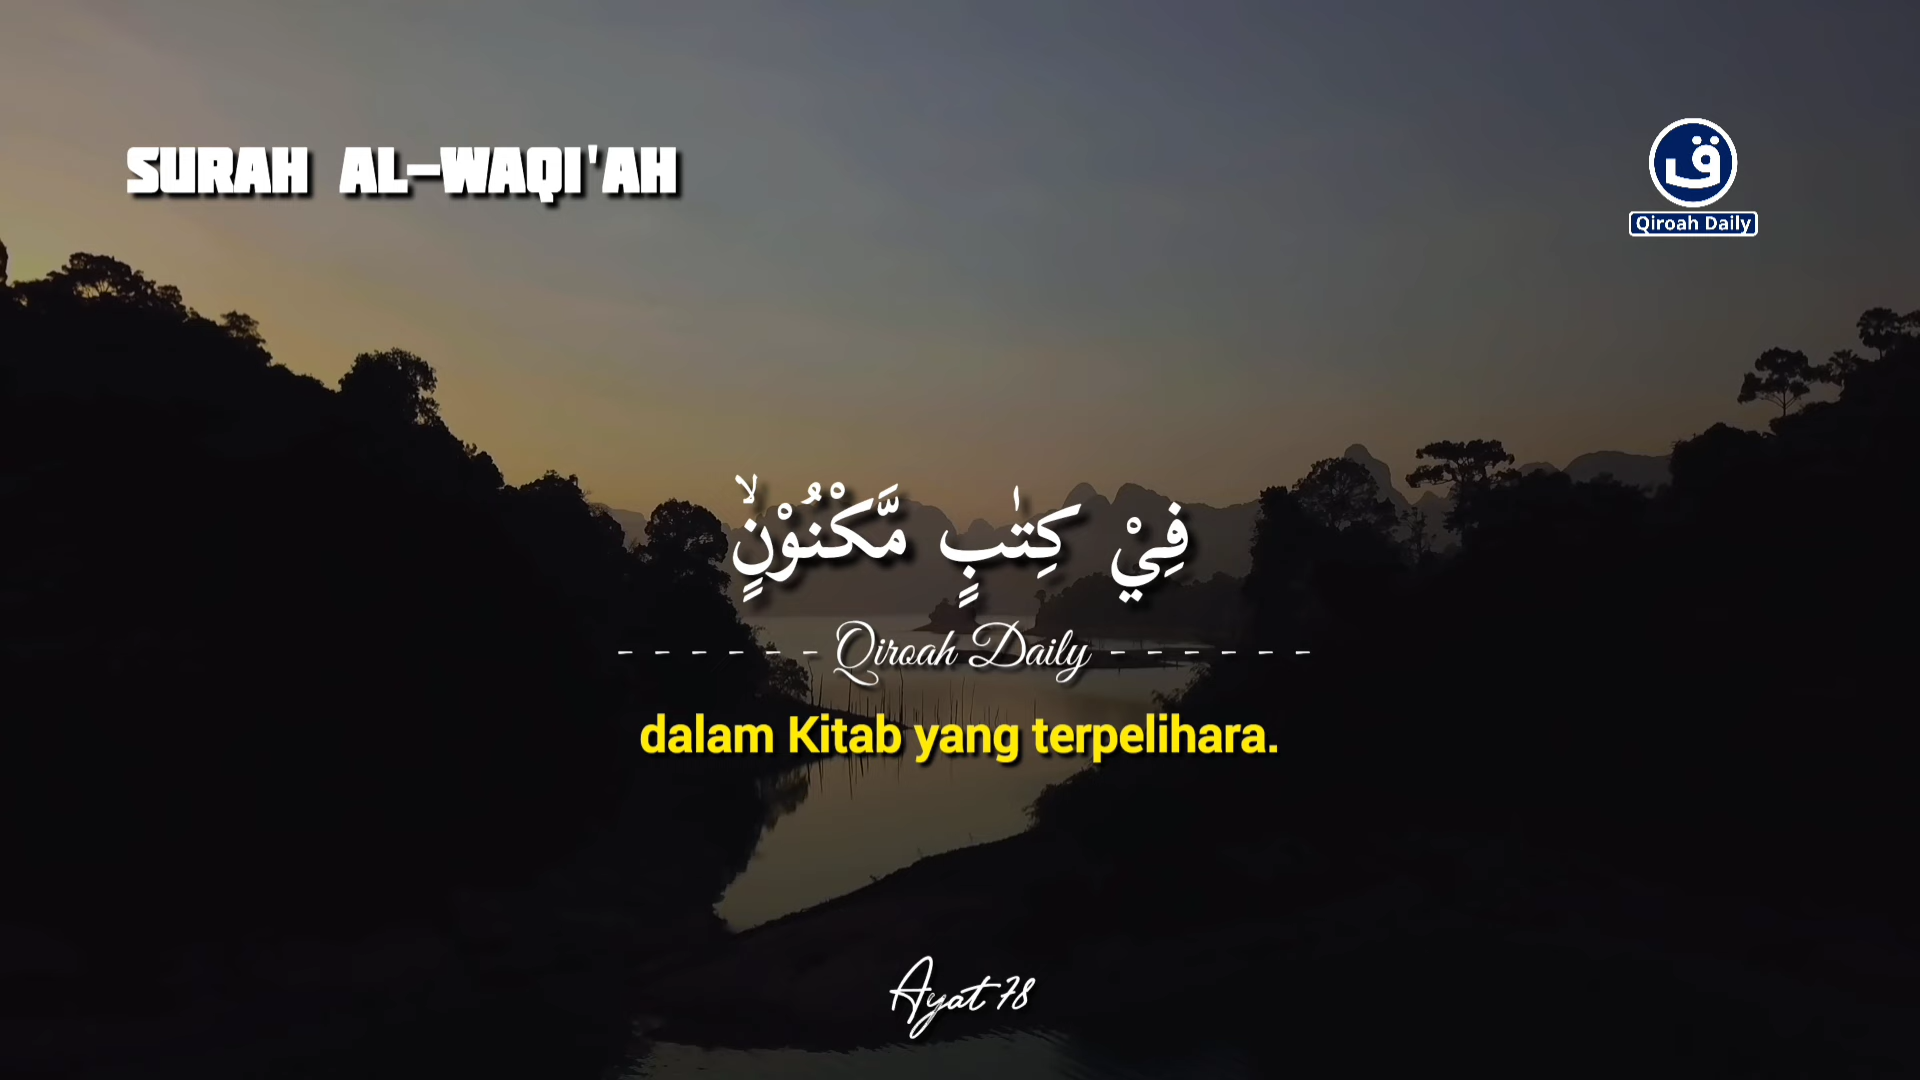 SURAH AL-WAQI'AH
ق
Qiroah Daily
فِيْ كِتٰبٍ مَّكْنُوْنٍۙ
------ Qiroah Daily ------
dalam Kitab yang terpelihara.
Ayat 78